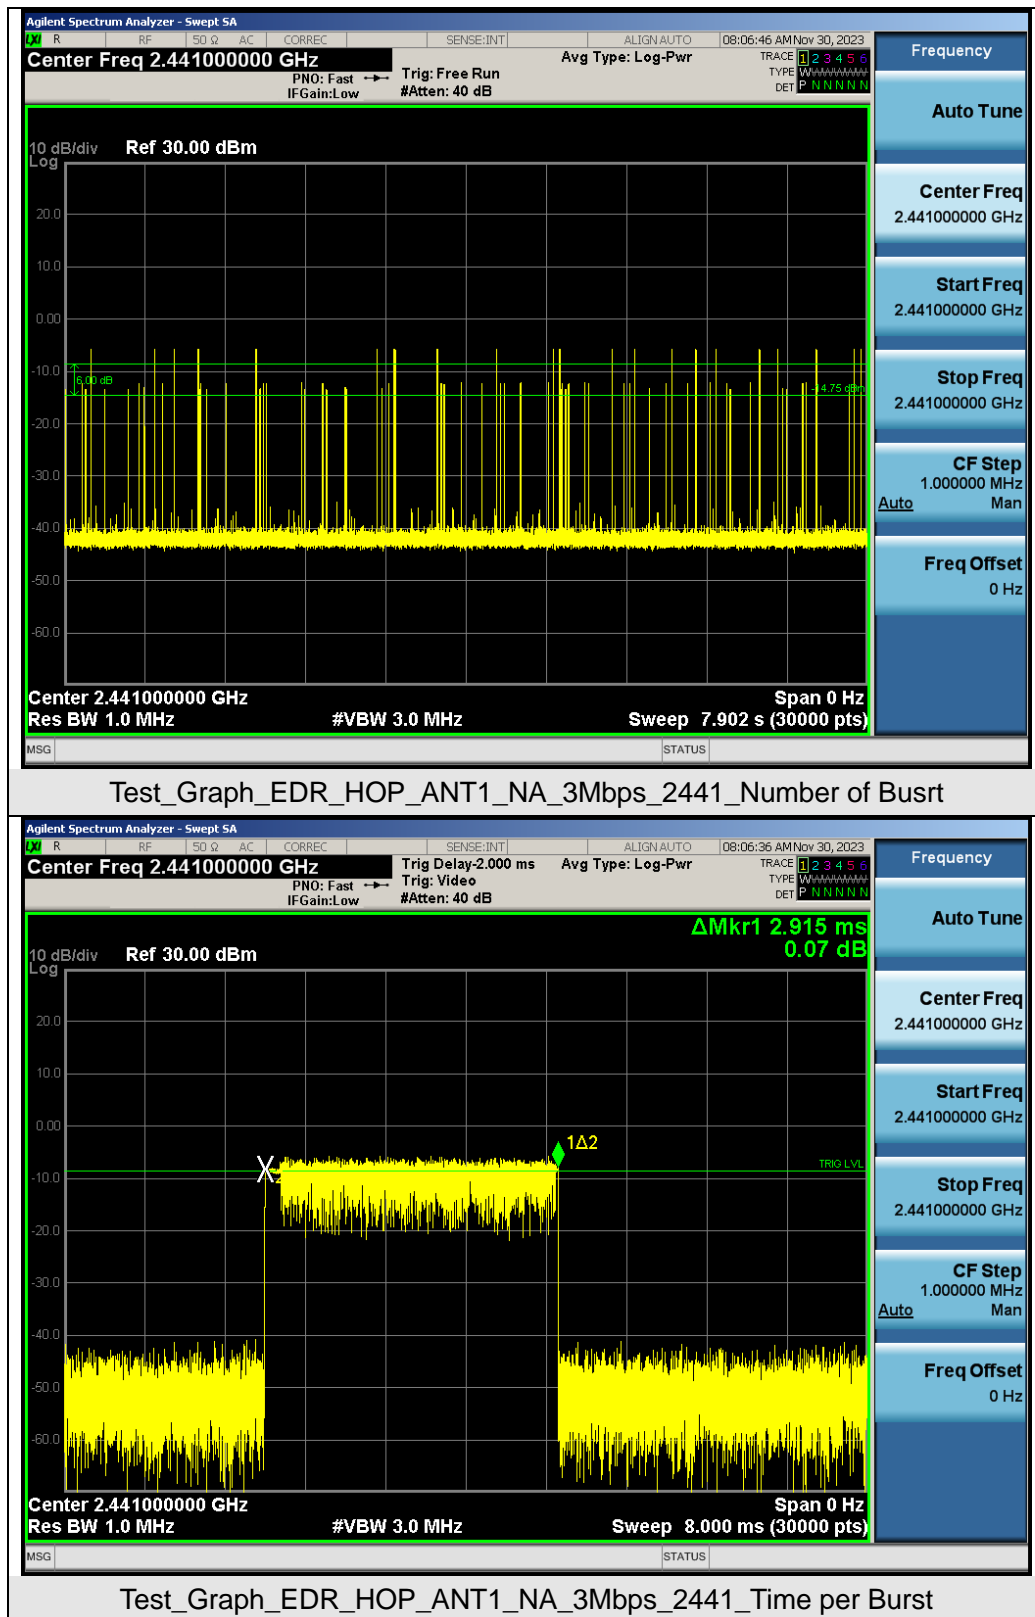 Agilent Spectrum Analyzer - Swept SA
LXI R RF 50 Ω AC CORREC SENSE:INT ALIGN AUTO 08:06:46 AM Nov 30, 2023
Center Freq 2.441000000 GHz
PNO: Fast
IFGain:Low
Trig: Free Run
#Atten: 40 dB
Avg Type: Log-Pwr
TRACE 1 2 3 4 5 6
TYPE W
DET P N N N N N
10 dB/div Ref 30.00 dBm
Log
20.0
10.0
0.00
-10.0
6.00 dB
-14.75 dBm
-20.0
-30.0
-40.0
-50.0
-60.0
Center 2.441000000 GHz Span 0 Hz
Res BW 1.0 MHz #VBW 3.0 MHz Sweep 7.902 s (30000 pts)
MSG STATUS
Frequency
Auto Tune
Center Freq
2.441000000 GHz
Start Freq
2.441000000 GHz
Stop Freq
2.441000000 GHz
CF Step
1.000000 MHz
Auto Man
Freq Offset
0 Hz
Test_Graph_EDR_HOP_ANT1_NA_3Mbps_2441_Number of Busrt
Agilent Spectrum Analyzer - Swept SA
LXI R RF 50 Ω AC CORREC SENSE:INT ALIGN AUTO 08:06:36 AM Nov 30, 2023
Center Freq 2.441000000 GHz
PNO: Fast
IFGain:Low
Trig Delay-2.000 ms
Trig: Video
#Atten: 40 dB
Avg Type: Log-Pwr
TRACE 1 2 3 4 5 6
TYPE W
DET P N N N N N
ΔMkr1 2.915 ms
0.07 dB
10 dB/div Ref 30.00 dBm
Log
20.0
10.0
0.00
1Δ2
TRIG LVL
-10.0
-20.0
-30.0
-40.0
-50.0
-60.0
Center 2.441000000 GHz Span 0 Hz
Res BW 1.0 MHz #VBW 3.0 MHz Sweep 8.000 ms (30000 pts)
MSG STATUS
Frequency
Auto Tune
Center Freq
2.441000000 GHz
Start Freq
2.441000000 GHz
Stop Freq
2.441000000 GHz
CF Step
1.000000 MHz
Auto Man
Freq Offset
0 Hz
Test_Graph_EDR_HOP_ANT1_NA_3Mbps_2441_Time per Burst